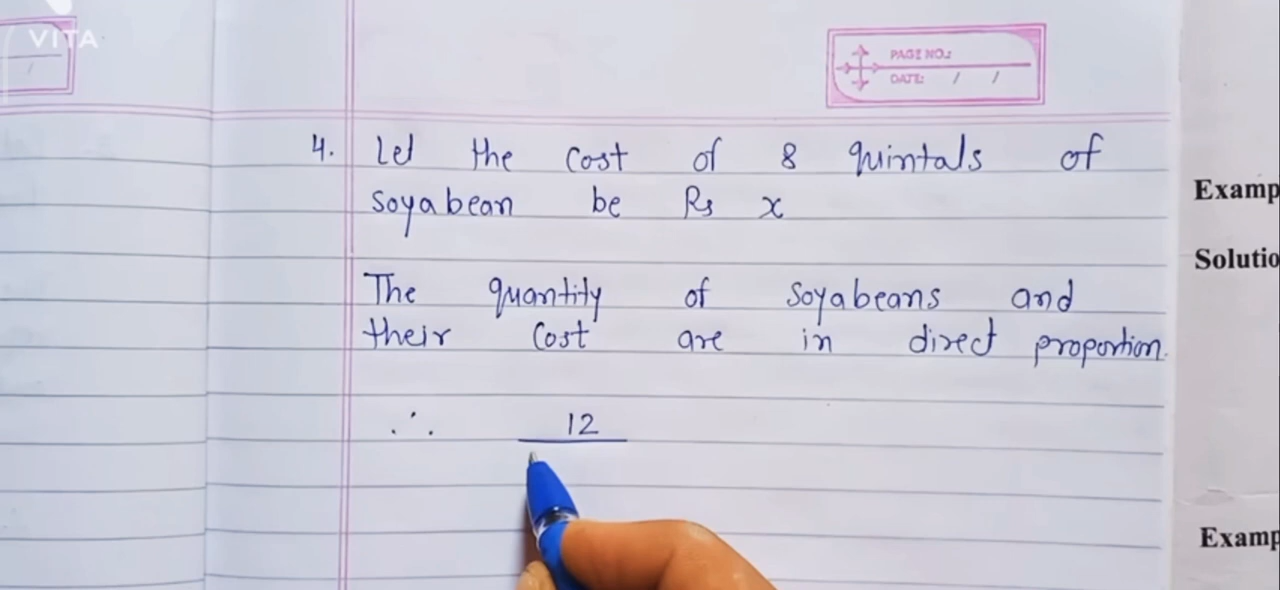 VITA
PAGE NO.:
DATE: / /
4. Let the cost of 8 quintals of
soyabean be Rs x
The quantity of soyabeans and
their cost are in direct proportion.
∴ 12
Examp
Solutio
Examp